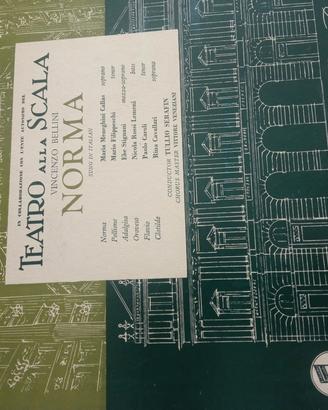 IN COLLABORAZIONE CON L'ENTE AUTONOMO DEL
TEATRO ALLA SCALA
VINCENZO BELLINI
NORMA
SUNG IN ITALIAN
Norma Maria Meneghini Callas soprano
Pollione Mario Filippeschi tenor
Adalgisa Ebe Stignani mezzo-soprano
Oroveso Nicola Rossi Lemeni bass
Flavio Paolo Caroli tenor
Clotilde Rina Cavallari soprano
CONDUCTOR TULLIO SERAFIN
CHORUS MASTER VITTORE VENEZIANI